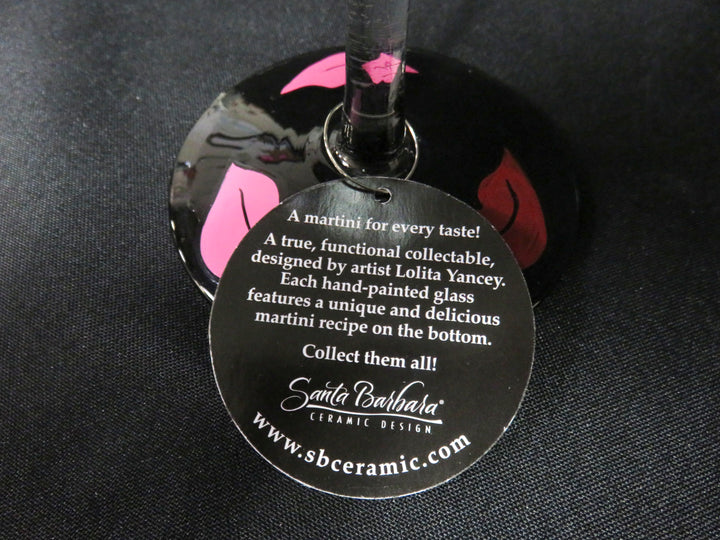 A martini for every taste!
A true, functional collectable,
designed by artist Lolita Yancey.
Each hand-painted glass
features a unique and delicious
martini recipe on the bottom.
Collect them all!
Santa Barbara®
CERAMIC DESIGN
www.sbceramic.com